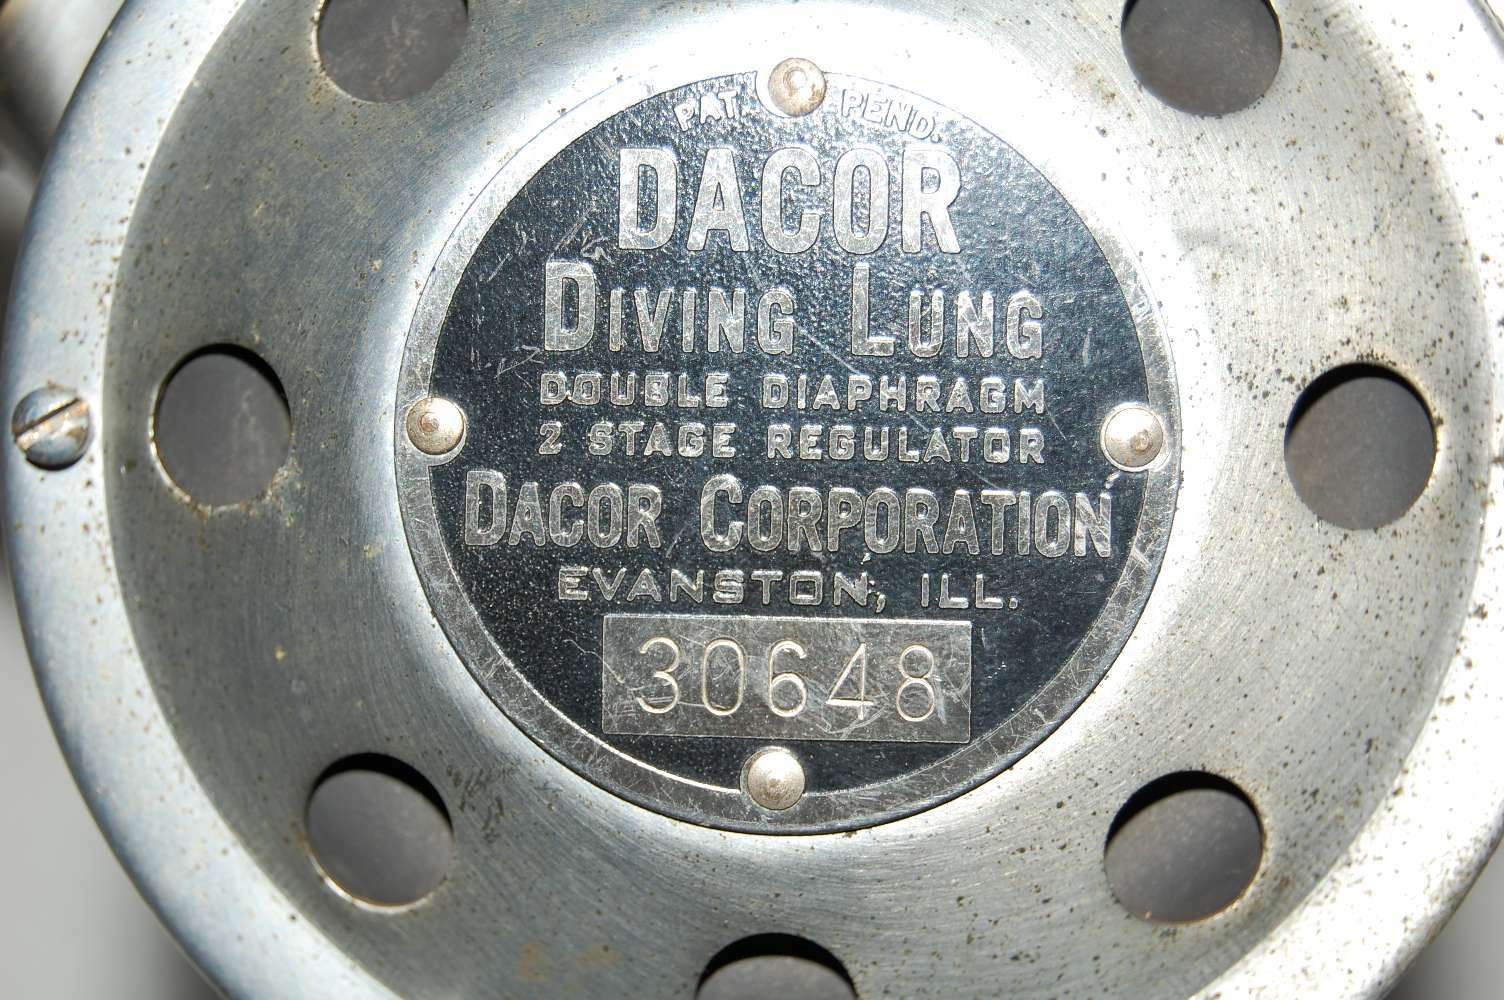 PAT. PEND.
DACOR
DIVING LUNG
DOUBLE DIAPHRAGM
2 STAGE REGULATOR
DACOR CORPORATION
EVANSTON, ILL.
30648